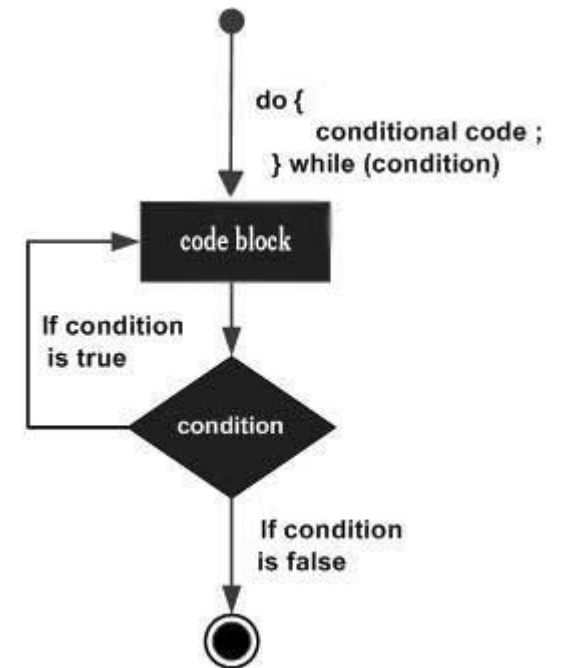 do {
conditional code ;
} while (condition)
code block
If condition
is true
condition
If condition
is false